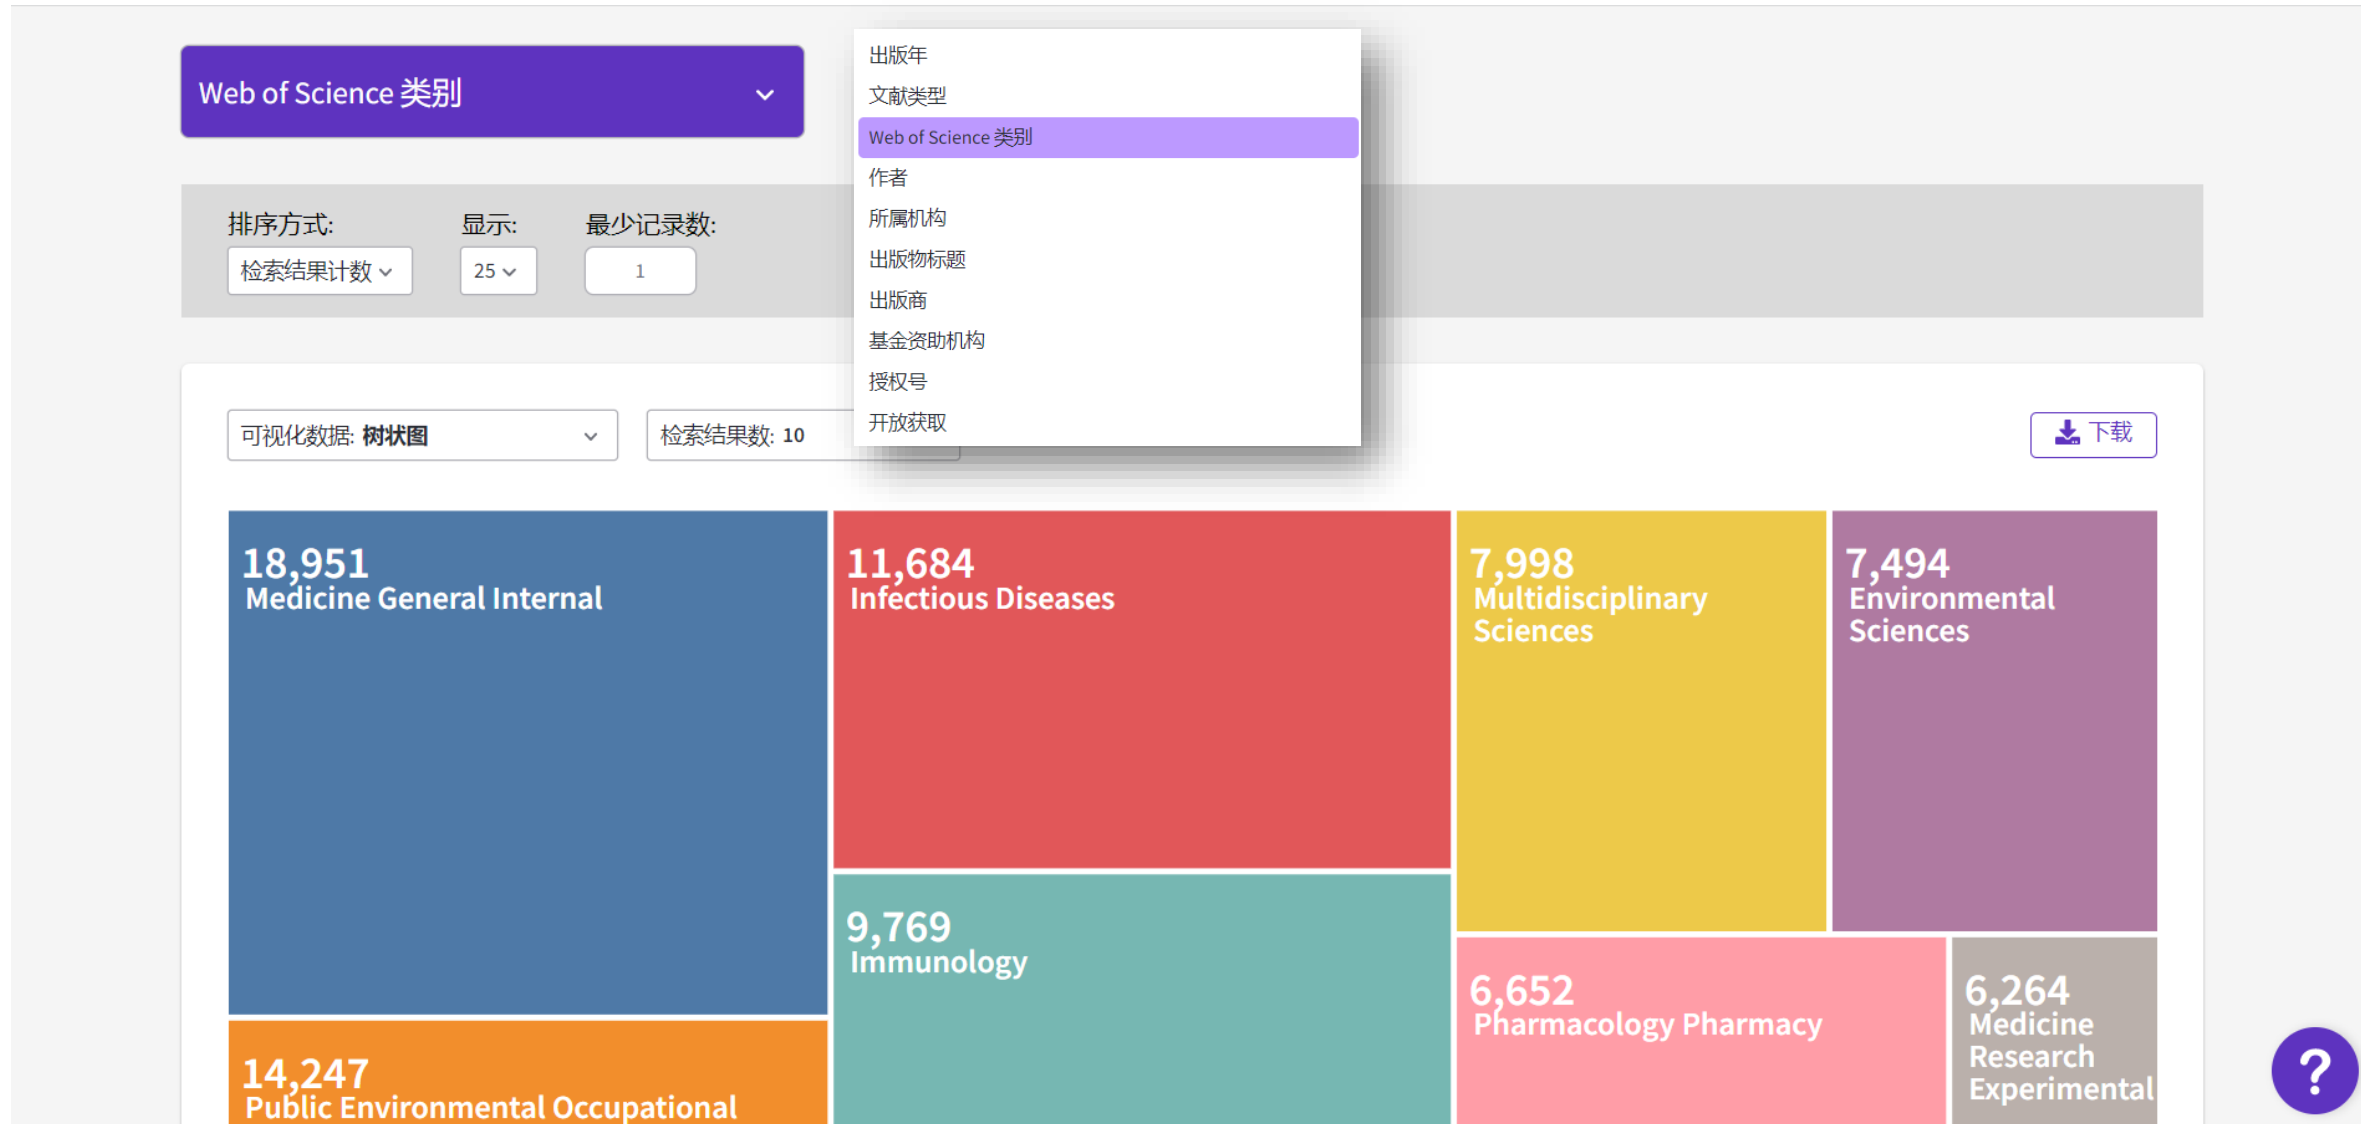 Web of Science 类别
出版年
文献类型
Web of Science 类别
作者
所属机构
出版物标题
出版商
基金资助机构
授权号
开放获取
排序方式:
检索结果计数
显示:
25
最少记录数:
1
可视化数据: 树状图
检索结果数: 10
下载
18,951
Medicine General Internal
14,247
Public Environmental Occupational
11,684
Infectious Diseases
9,769
Immunology
7,998
Multidisciplinary
Sciences
7,494
Environmental
Sciences
6,652
Pharmacology Pharmacy
6,264
Medicine
Research
Experimental
?